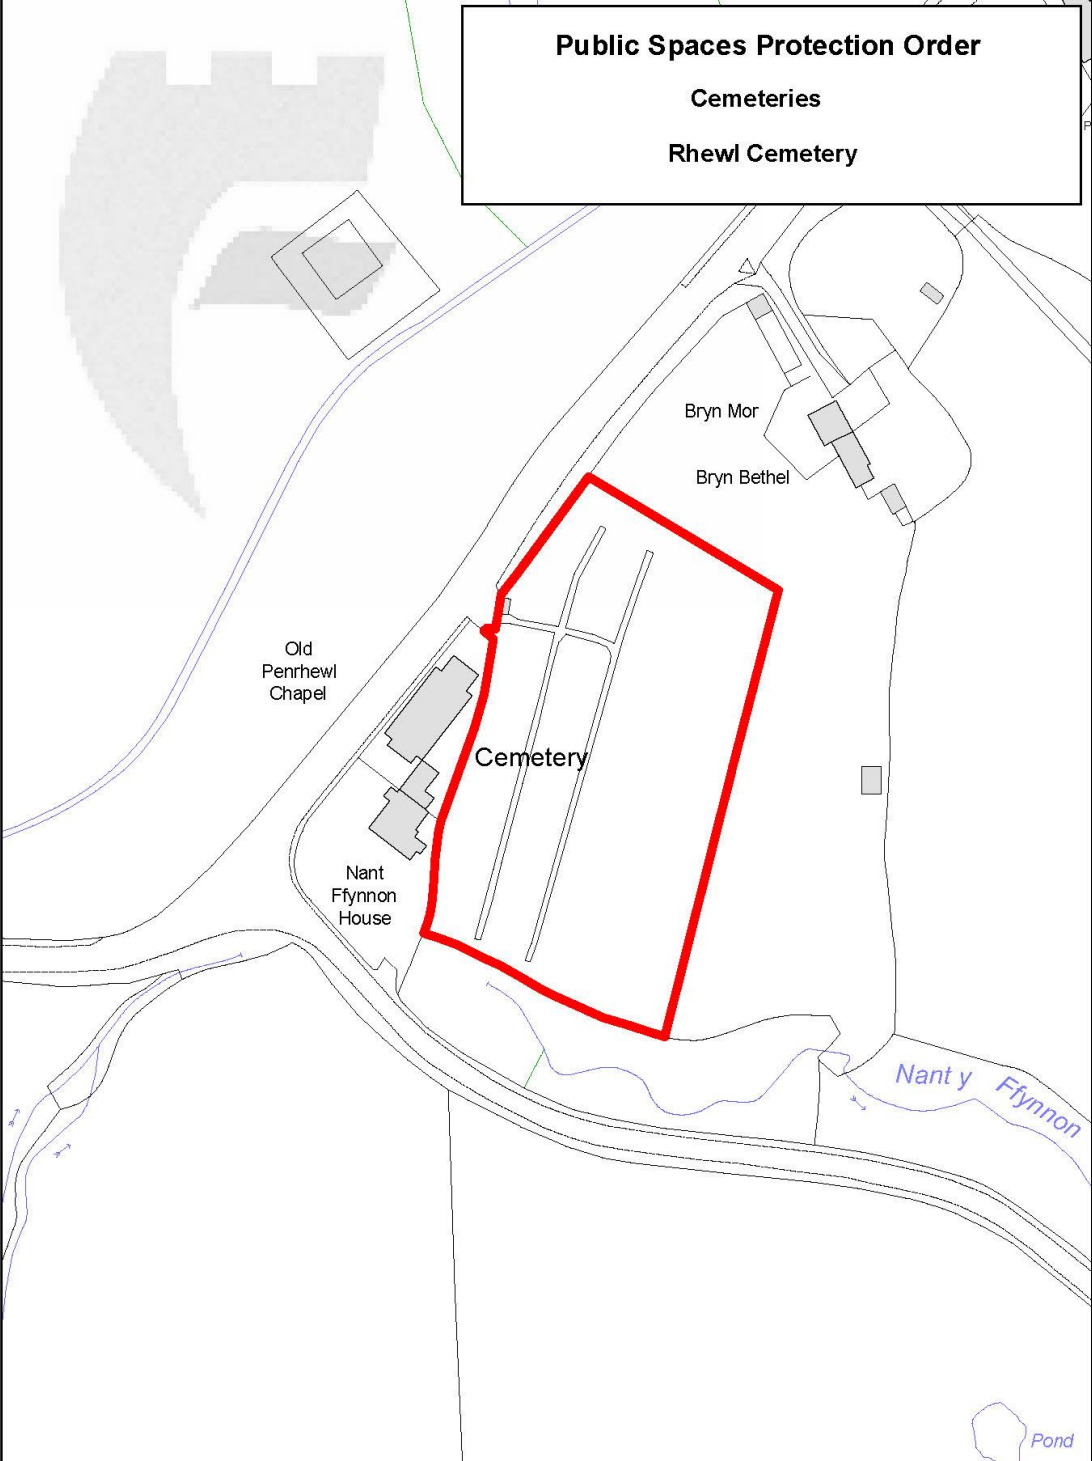 Public Spaces Protection Order
Cemeteries
Rhewl Cemetery
Bryn Mor
Bryn Bethel
Old
Penrhewl
Chapel
Cemetery
Nant
Ffynnon
House
Nant y Ffynnon
Pond